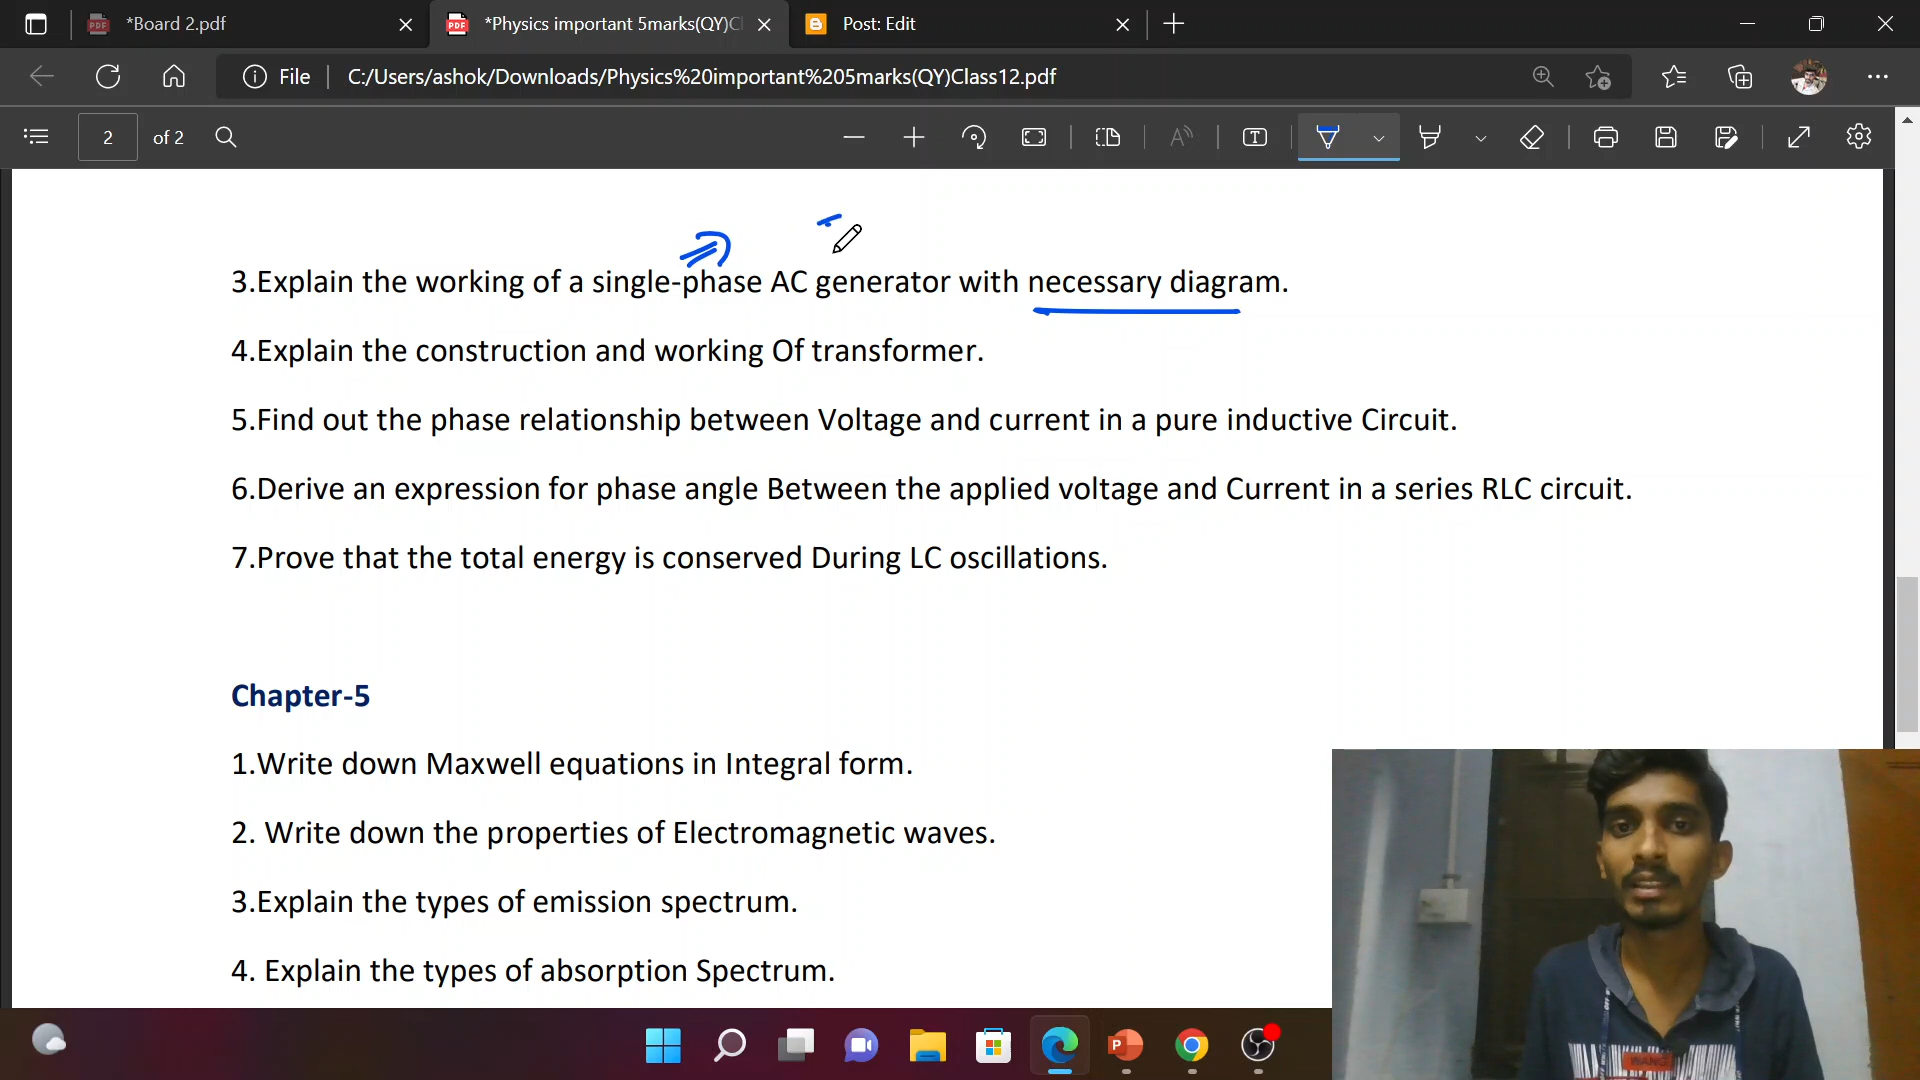 *Board 2.pdf
*Physics important 5marks(QY)Cl
Post: Edit
File
C:/Users/ashok/Downloads/Physics%20important%205marks(QY)Class12.pdf
2 of 2
3.Explain the working of a single-phase AC generator with necessary diagram.
4.Explain the construction and working Of transformer.
5.Find out the phase relationship between Voltage and current in a pure inductive Circuit.
6.Derive an expression for phase angle Between the applied voltage and Current in a series RLC circuit.
7.Prove that the total energy is conserved During LC oscillations.
Chapter-5
1.Write down Maxwell equations in Integral form.
2. Write down the properties of Electromagnetic waves.
3.Explain the types of emission spectrum.
4. Explain the types of absorption Spectrum.